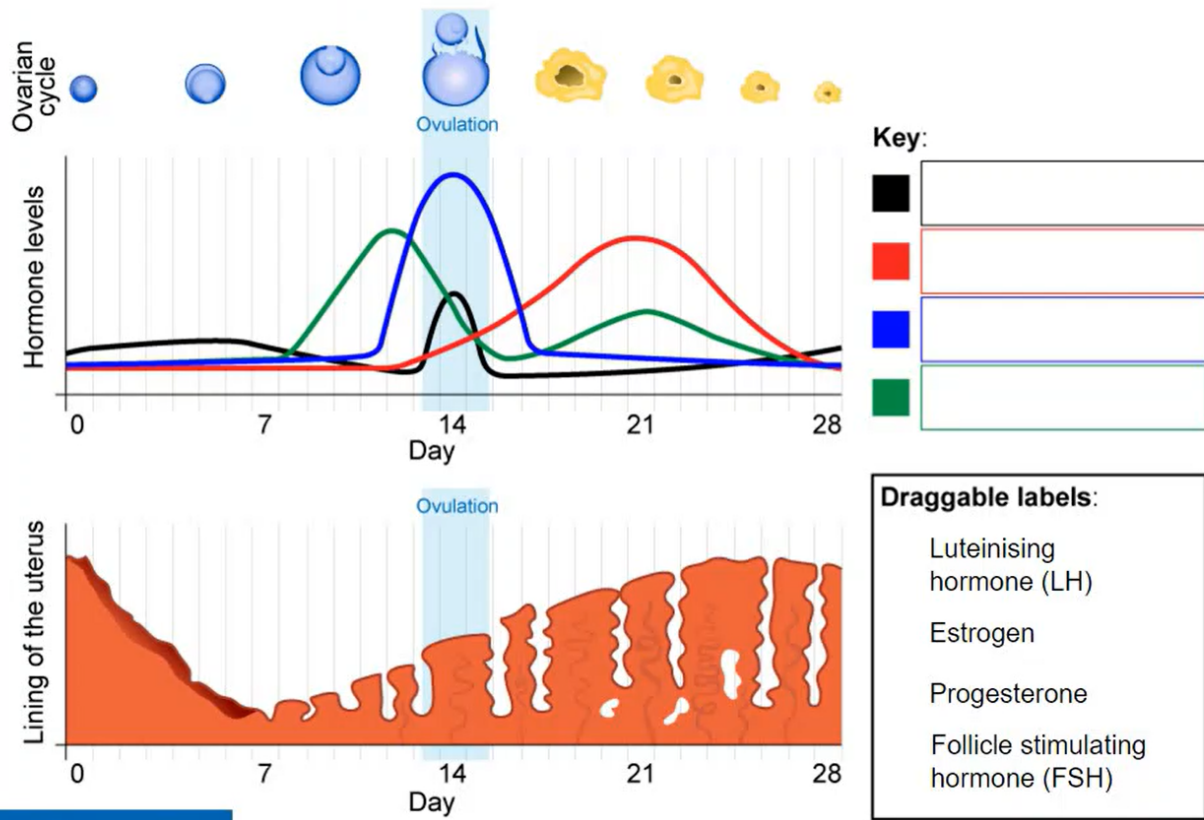 Ovarian
cycle
Ovulation
Hormone levels
0 7 14 21 28
Day
Key:
Ovulation
Lining of the uterus
0 7 14 21 28
Day
Draggable labels:
Luteinising
hormone (LH)
Estrogen
Progesterone
Follicle stimulating
hormone (FSH)